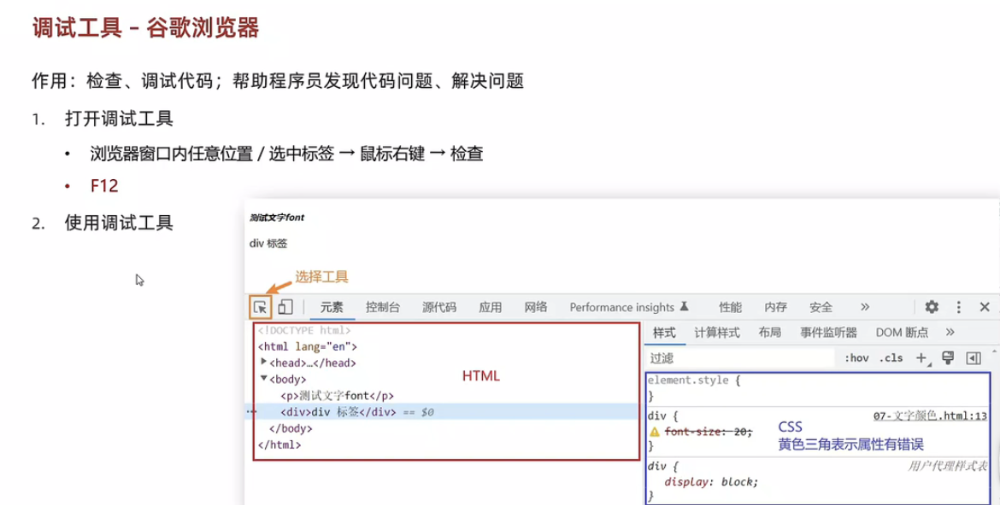 调试工具 – 谷歌浏览器
作用：检查、调试代码；帮助程序员发现代码问题、解决问题
1. 打开调试工具
• 浏览器窗口内任意位置 / 选中标签 → 鼠标右键 → 检查
• F12
2. 使用调试工具
测试文字font
div 标签
选择工具
元素 控制台 源代码 应用 网络 Performance insights 性能 内存 安全 »
<!DOCTYPE html>
<html lang="en">
▶<head>…</head>
▼<body>
<p>测试文字font</p>
··· <div>div 标签</div> == $0
</body>
</html>
HTML
样式 计算样式 布局 事件监听器 DOM 断点 »
过滤 :hov .cls +
element.style {
}
div { 07-文字颜色.html:13
font-size: 20;
}
CSS
黄色三角表示属性有错误
div { 用户代理样式表
display: block;
}